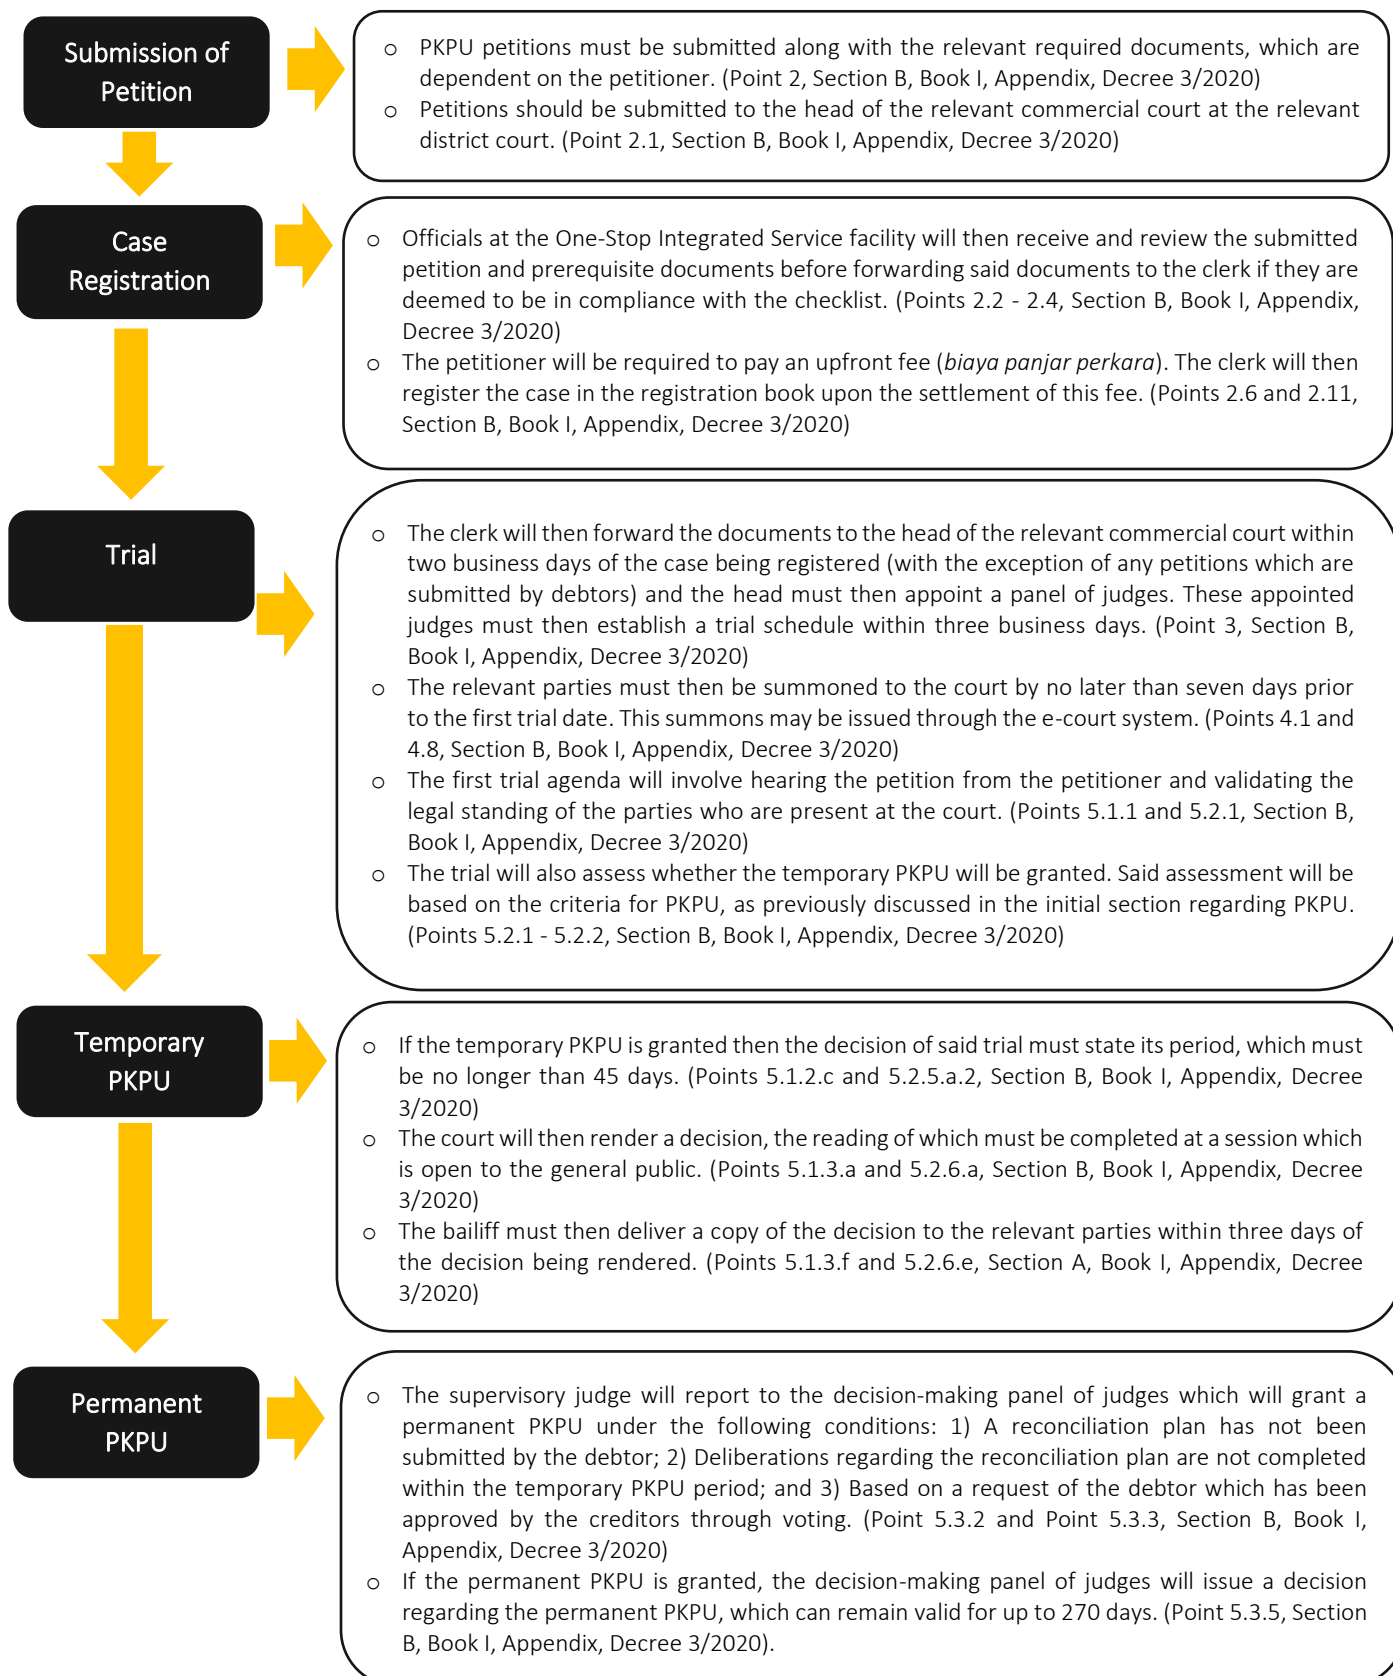 Submission of
Petition
o PKPU petitions must be submitted along with the relevant required documents, which are
dependent on the petitioner. (Point 2, Section B, Book I, Appendix, Decree 3/2020)
o Petitions should be submitted to the head of the relevant commercial court at the relevant
district court. (Point 2.1, Section B, Book I, Appendix, Decree 3/2020)
Case
Registration
o Officials at the One-Stop Integrated Service facility will then receive and review the submitted
petition and prerequisite documents before forwarding said documents to the clerk if they are
deemed to be in compliance with the checklist. (Points 2.2 - 2.4, Section B, Book I, Appendix,
Decree 3/2020)
o The petitioner will be required to pay an upfront fee (biaya panjar perkara). The clerk will then
register the case in the registration book upon the settlement of this fee. (Points 2.6 and 2.11,
Section B, Book I, Appendix, Decree 3/2020)
Trial
o The clerk will then forward the documents to the head of the relevant commercial court within
two business days of the case being registered (with the exception of any petitions which are
submitted by debtors) and the head must then appoint a panel of judges. These appointed
judges must then establish a trial schedule within three business days. (Point 3, Section B,
Book I, Appendix, Decree 3/2020)
o The relevant parties must then be summoned to the court by no later than seven days prior
to the first trial date. This summons may be issued through the e-court system. (Points 4.1 and
4.8, Section B, Book I, Appendix, Decree 3/2020)
o The first trial agenda will involve hearing the petition from the petitioner and validating the
legal standing of the parties who are present at the court. (Points 5.1.1 and 5.2.1, Section B,
Book I, Appendix, Decree 3/2020)
o The trial will also assess whether the temporary PKPU will be granted. Said assessment will be
based on the criteria for PKPU, as previously discussed in the initial section regarding PKPU.
(Points 5.2.1 - 5.2.2, Section B, Book I, Appendix, Decree 3/2020)
Temporary
PKPU
o If the temporary PKPU is granted then the decision of said trial must state its period, which must
be no longer than 45 days. (Points 5.1.2.c and 5.2.5.a.2, Section B, Book I, Appendix, Decree
3/2020)
o The court will then render a decision, the reading of which must be completed at a session which
is open to the general public. (Points 5.1.3.a and 5.2.6.a, Section B, Book I, Appendix, Decree
3/2020)
o The bailiff must then deliver a copy of the decision to the relevant parties within three days of
the decision being rendered. (Points 5.1.3.f and 5.2.6.e, Section A, Book I, Appendix, Decree
3/2020)
Permanent
PKPU
o The supervisory judge will report to the decision-making panel of judges which will grant a
permanent PKPU under the following conditions: 1) A reconciliation plan has not been
submitted by the debtor; 2) Deliberations regarding the reconciliation plan are not completed
within the temporary PKPU period; and 3) Based on a request of the debtor which has been
approved by the creditors through voting. (Point 5.3.2 and Point 5.3.3, Section B, Book I,
Appendix, Decree 3/2020)
o If the permanent PKPU is granted, the decision-making panel of judges will issue a decision
regarding the permanent PKPU, which can remain valid for up to 270 days. (Point 5.3.5, Section
B, Book I, Appendix, Decree 3/2020).